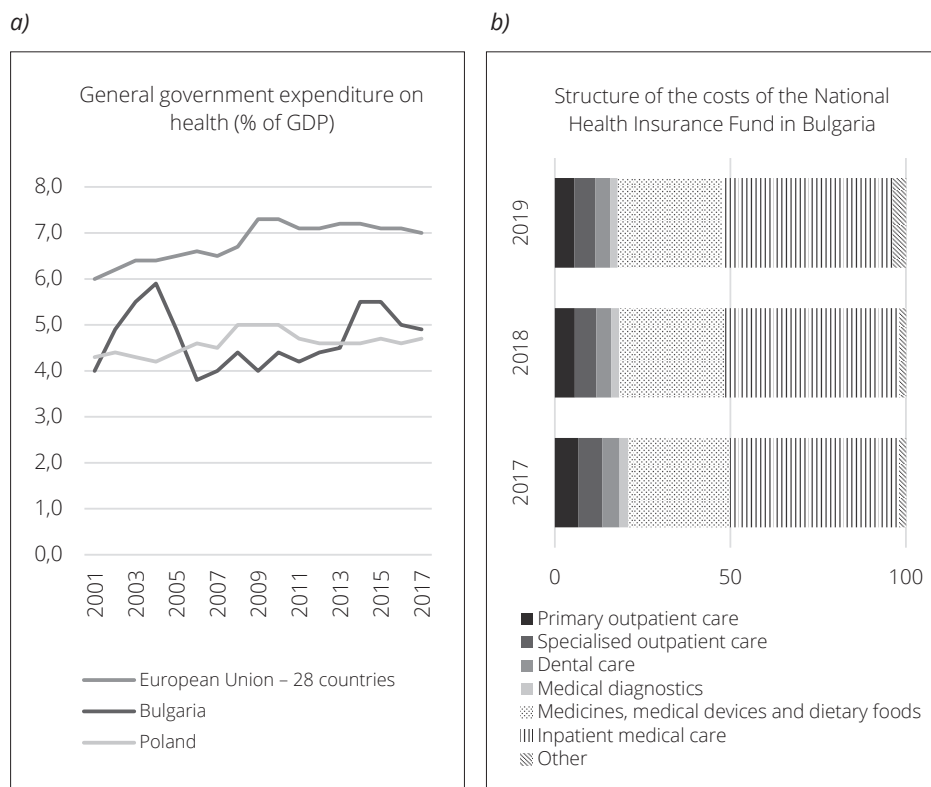 a)
General government expenditure on
health (% of GDP)
8,0
7,0
6,0
5,0
4,0
3,0
2,0
1,0
0,0
2001
2003
2005
2007
2009
2011
2013
2015
2017
European Union – 28 countries
Bulgaria
Poland
b)
Structure of the costs of the National
Health Insurance Fund in Bulgaria
2019
2018
2017
0 50 100
Primary outpatient care
Specialised outpatient care
Dental care
Medical diagnostics
Medicines, medical devices and dietary foods
Inpatient medical care
Other